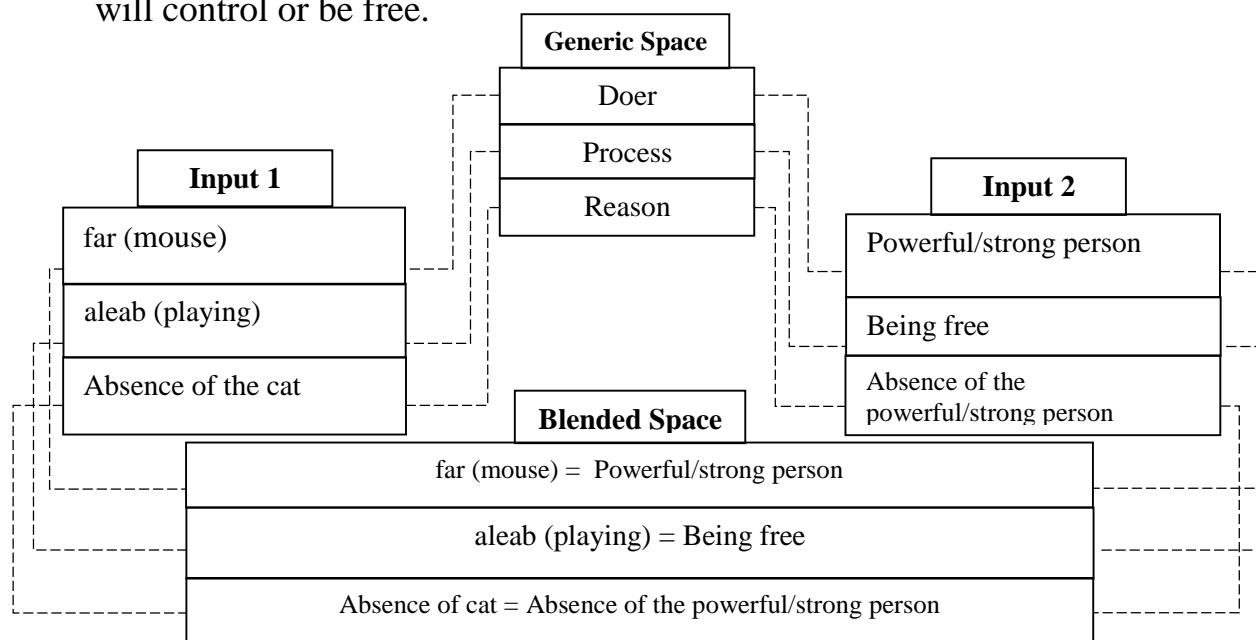 will control or be free.
Generic Space
Doer
Process
Reason
Input 1
far (mouse)
aleab (playing)
Absence of the cat
Input 2
Powerful/strong person
Being free
Absence of the
powerful/strong person
Blended Space
far (mouse) = Powerful/strong person
aleab (playing) = Being free
Absence of cat = Absence of the powerful/strong person